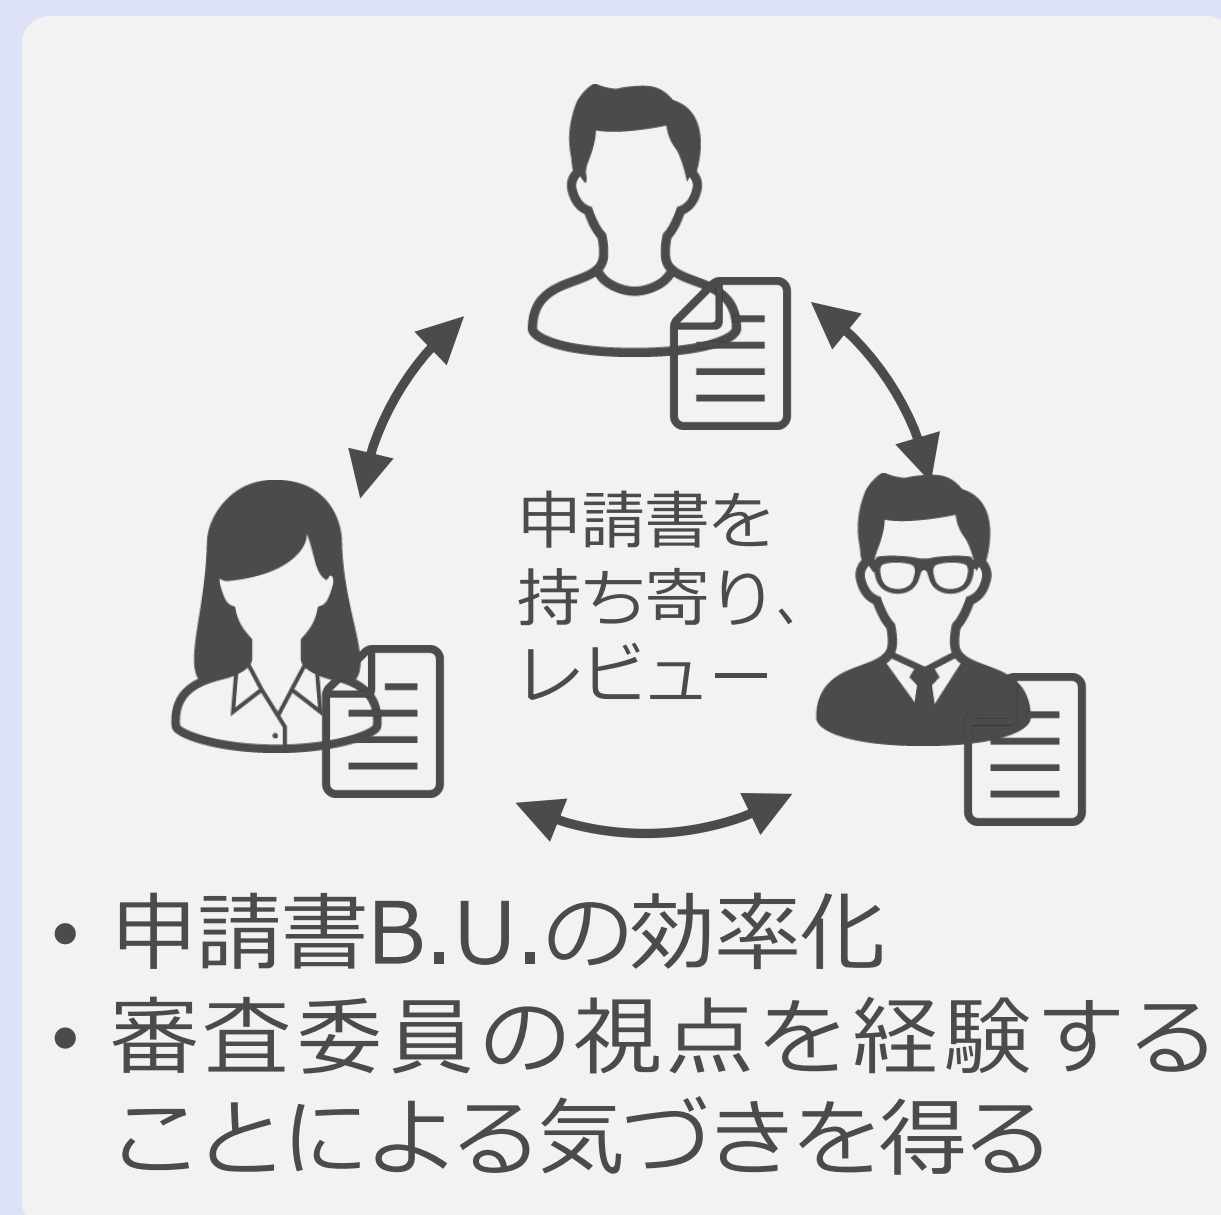 申請書を
持ち寄り、
レビュー
• 申請書B.U.の効率化
• 審査委員の視点を経験する
ことによる気づきを得る